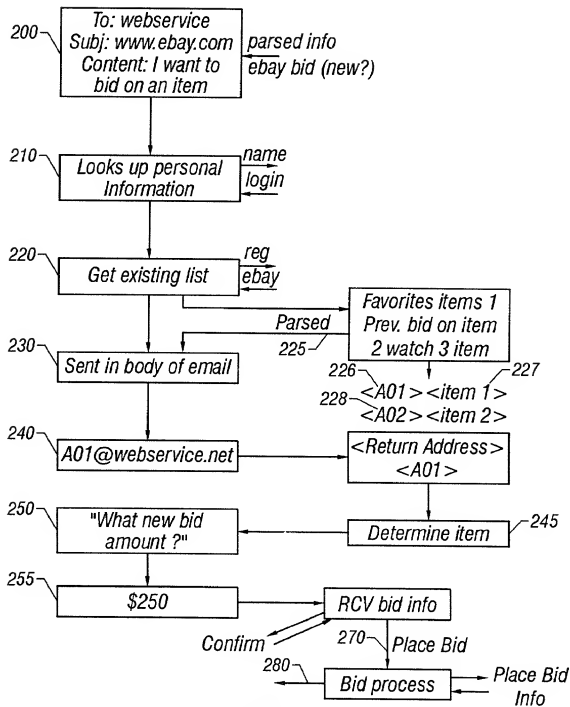 200
To: webservice
Subj: www.ebay.com
Content: I want to
bid on an item
parsed info
ebay bid (new?)
210
Looks up personal
Information
name
login
220
Get existing list
reg
ebay
Favorites items 1
Prev. bid on item
2 watch 3 item
Parsed
225
230
Sent in body of email
226
227
<A01> <item 1>
228
<A02> <item 2>
240
A01@webservice.net
<Return Address>
<A01>
250
"What new bid
amount ?"
Determine item
245
255
$250
RCV bid info
Confirm
270
Place Bid
280
Bid process
Place Bid
Info